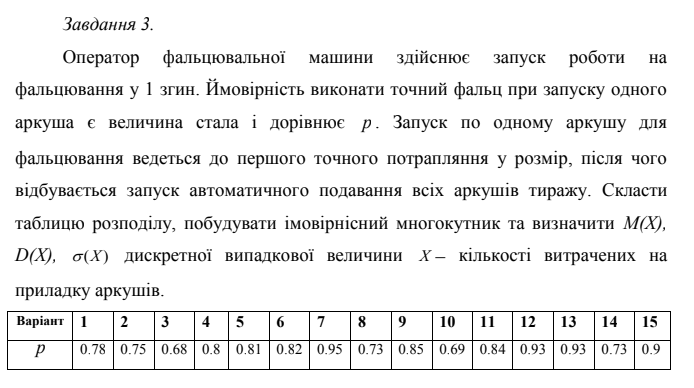 Завдання 3.
Оператор фальцювальної машини здійснює запуск роботи на
фальцювання у 1 згин. Ймовірність виконати точний фальц при запуску одного
аркуша є величина стала і дорівнює p. Запуск по одному аркушу для
фальцювання ведеться до першого точного потрапляння у розмір, після чого
відбувається запуск автоматичного подавання всіх аркушів тиражу. Скласти
таблицю розподілу, побудувати імовірнісний многокутник та визначити M(X),
D(X), σ(X) дискретної випадкової величини X – кількості витрачених на
приладку аркушів.
Варіант 1 2 3 4 5 6 7 8 9 10 11 12 13 14 15
p 0.78 0.75 0.68 0.8 0.81 0.82 0.95 0.73 0.85 0.69 0.84 0.93 0.93 0.73 0.9